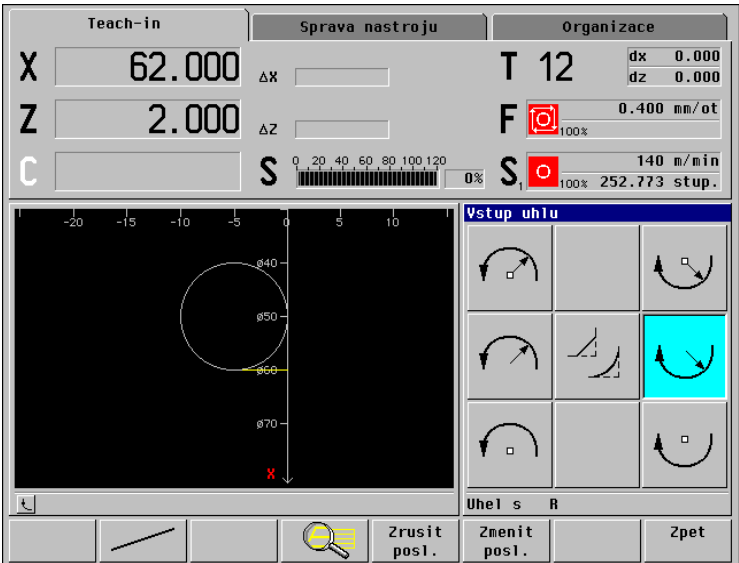 Teach-in Sprava nastroju Organizace
X 62.000 ΔX T 12 dx 0.000
dz 0.000
Z 2.000 ΔZ F 100% 0.400 mm/ot
C S 0 20 40 60 80 100 120 0% S1 100% 140 m/min
252.773 stup.
-20 -15 -10 -5 0 5 10
ø40
ø50
ø60
ø70
X
Vstup uhlu
Uhel s R
Zrusit posl. Zmenit posl. Zpet